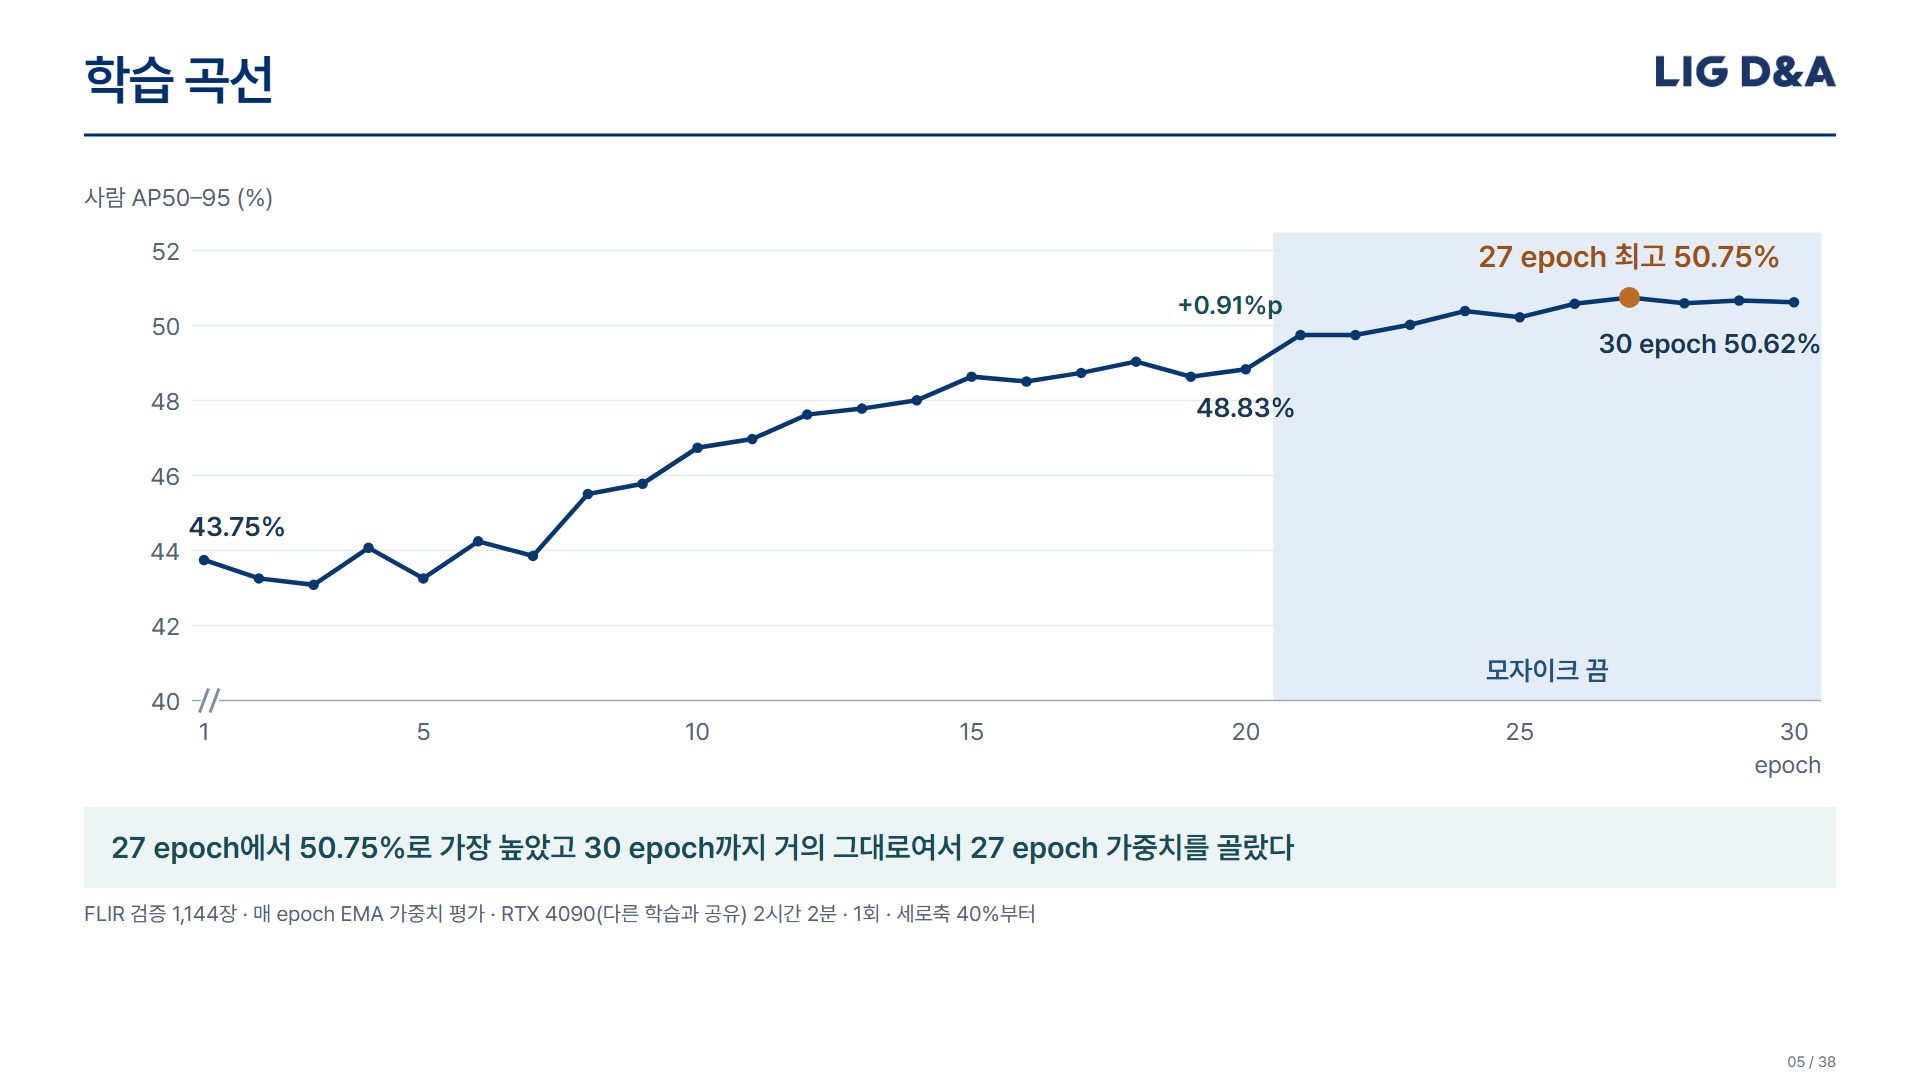 학습 곡선
LIG D&A
사람 AP50–95 (%)
52
27 epoch 최고 50.75%
+0.91%p
50
30 epoch 50.62%
48
48.83%
46
43.75%
44
42
모자이크 끔
40
1 5 10 15 20 25 30
epoch
27 epoch에서 50.75%로 가장 높았고 30 epoch까지 거의 그대로여서 27 epoch 가중치를 골랐다
FLIR 검증 1,144장 · 매 epoch EMA 가중치 평가 · RTX 4090(다른 학습과 공유) 2시간 2분 · 1회 · 세로축 40%부터
05 / 38